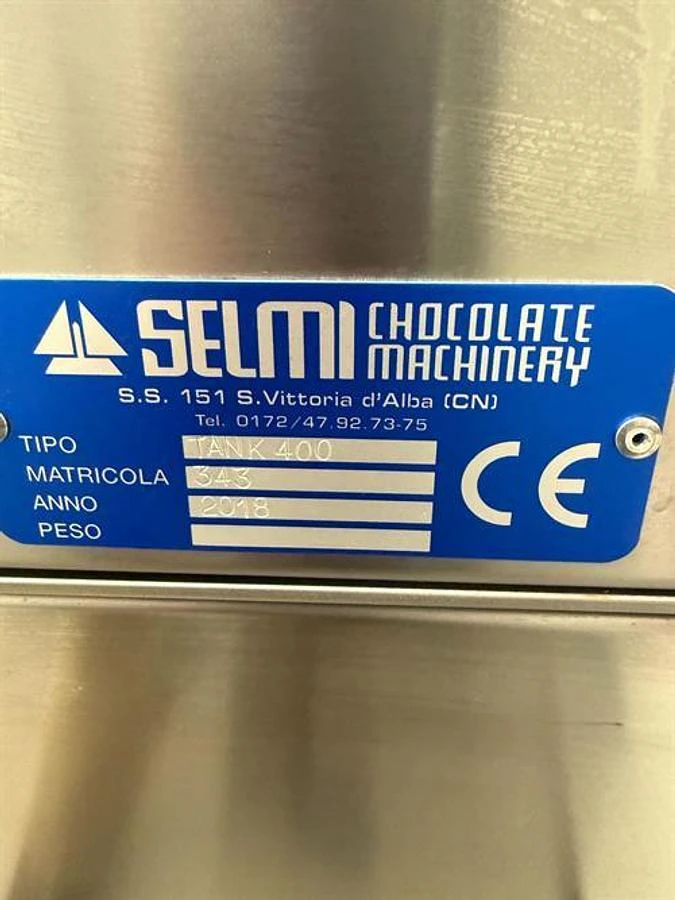 SELMI CHOCOLATE MACHINERY
S.S. 151 S.Vittoria d'Alba (CN)
Tel. 0172/47.92.73-75
TIPO TANK 400
MATRICOLA 343
ANNO 2018
PESO
CE